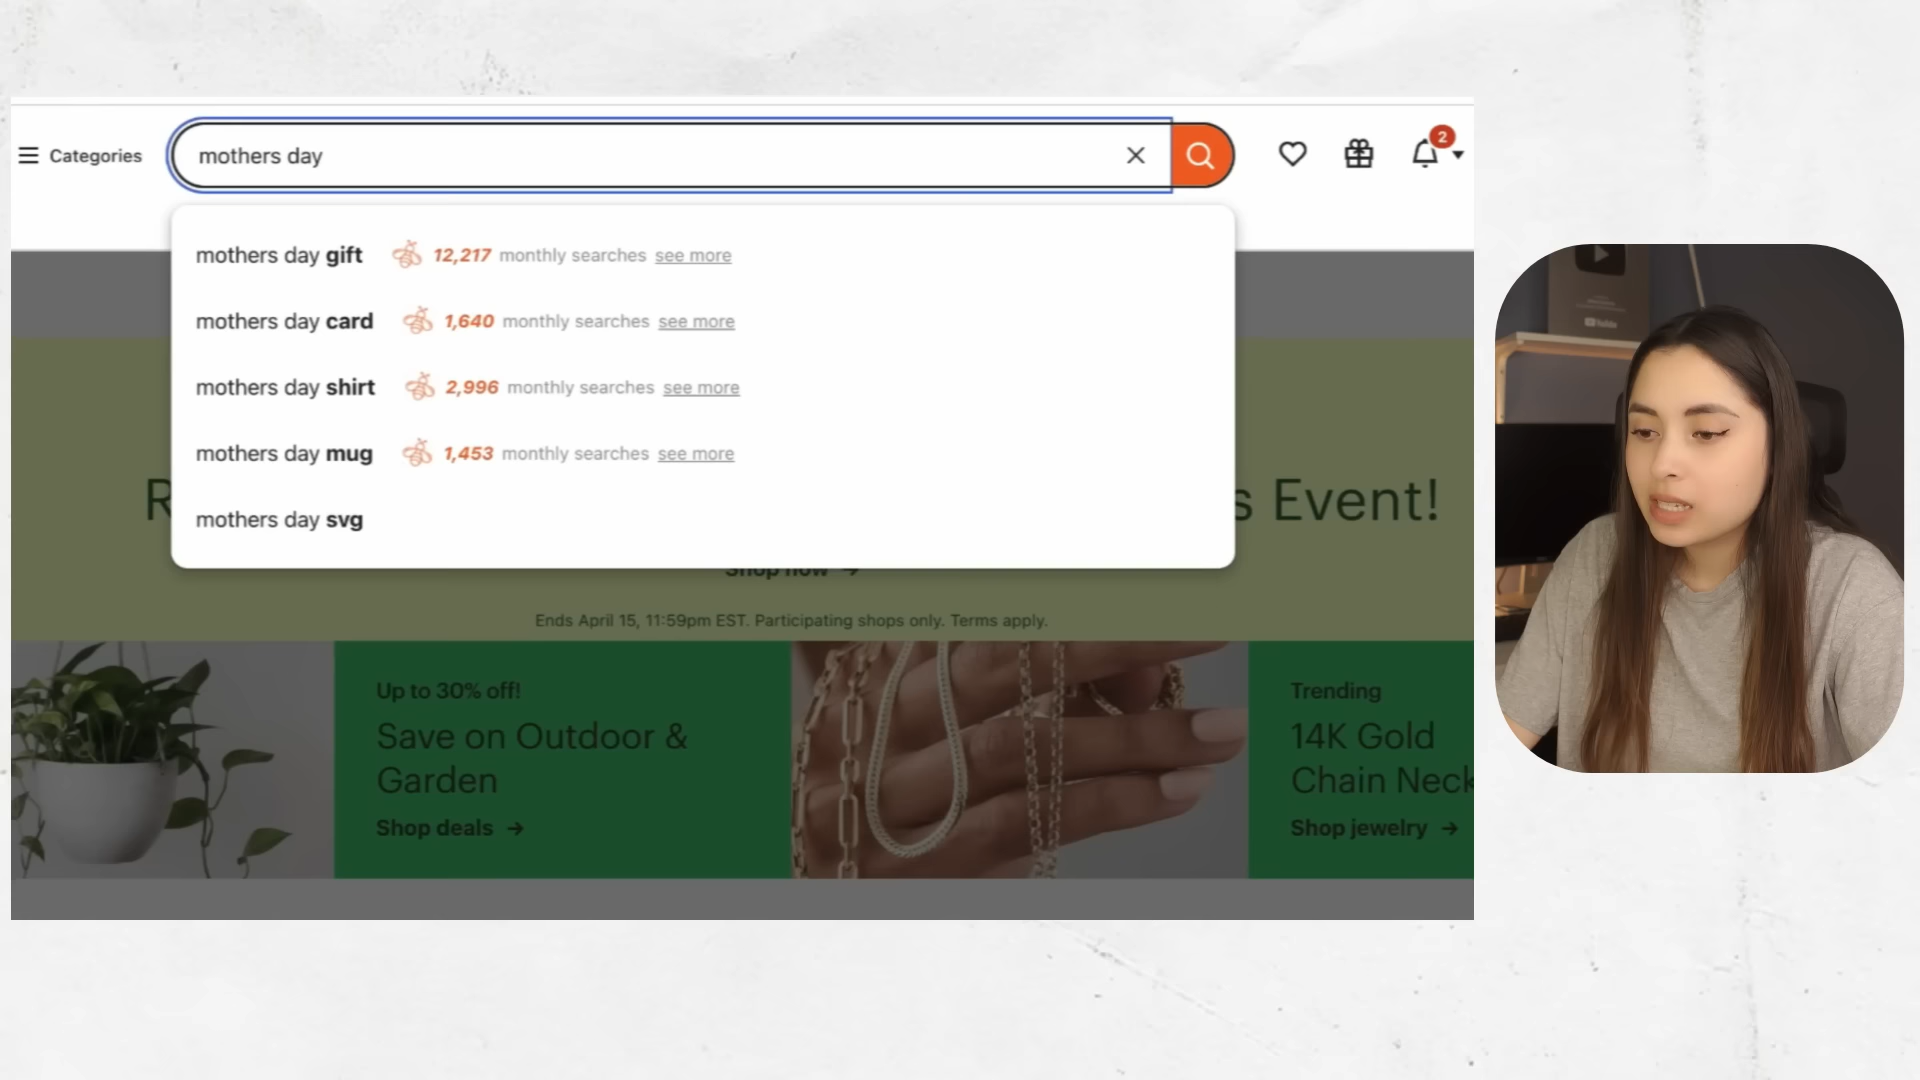 Categories
mothers day
2
mothers day gift 12,217 monthly searches see more
mothers day card 1,640 monthly searches see more
mothers day shirt 2,996 monthly searches see more
mothers day mug 1,453 monthly searches see more
mothers day svg
R s Event!
Shop now →
Ends April 15, 11:59pm EST. Participating shops only. Terms apply.
Up to 30% off!
Save on Outdoor &
Garden
Shop deals →
Trending
14K Gold
Chain Neck
Shop jewelry →
YouTube